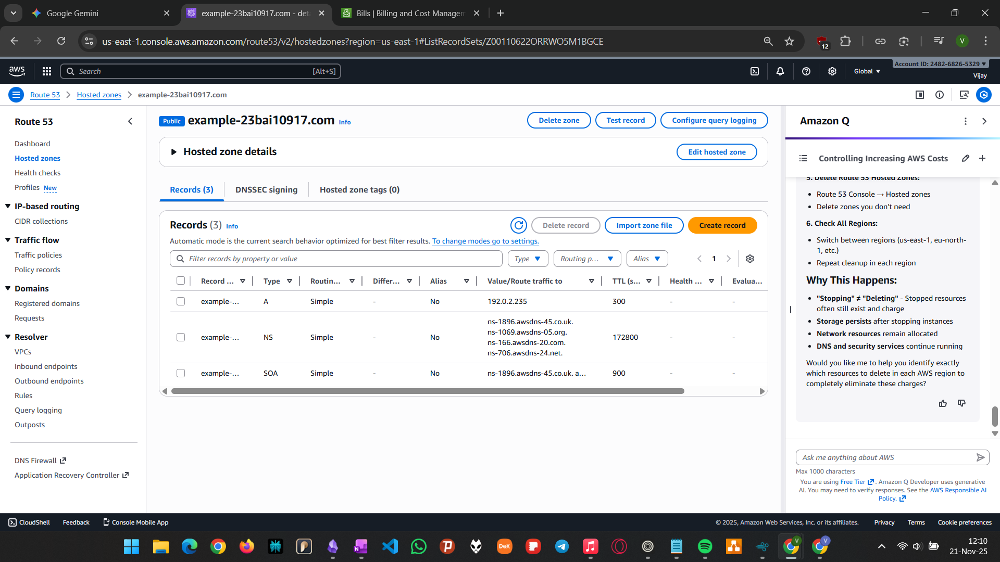 Google Gemini
example-23bai10917.com - deta
Bills | Billing and Cost Managem
us-east-1.console.aws.amazon.com/route53/v2/hostedzones?region=us-east-1#ListRecordSets/Z00110622ORRWO5M1BGCE
12
V
aws
Search
[Alt+S]
Global
Account ID: 2482-6826-5329
Vijay
Route 53
Hosted zones
example-23bai10917.com
Route 53
Dashboard
Hosted zones
Health checks
Profiles New
IP-based routing
CIDR collections
Traffic flow
Traffic policies
Policy records
Domains
Registered domains
Requests
Resolver
VPCs
Inbound endpoints
Outbound endpoints
Rules
Query logging
Outposts
DNS Firewall
Application Recovery Controller
Public example-23bai10917.com Info
Delete zone
Test record
Configure query logging
Hosted zone details
Edit hosted zone
Records (3)
DNSSEC signing
Hosted zone tags (0)
Records (3) Info
Delete record
Import zone file
Create record
Automatic mode is the current search behavior optimized for best filter results. To change modes go to settings.
Filter records by property or value
Type
Routing p...
Alias
1
Record ... Type Routin... Differ... Alias Value/Route traffic to TTL (s... Health ... Evalua...
example-... A Simple - No 192.0.2.235 300 - -
example-... NS Simple - No ns-1896.awsdns-45.co.uk. 172800 - -
ns-1069.awsdns-05.org.
ns-166.awsdns-20.com.
ns-706.awsdns-24.net.
example-... SOA Simple - No ns-1896.awsdns-45.co.uk. a... 900 - -
Amazon Q
Controlling Increasing AWS Costs
5. Delete Route 53 Hosted Zones:
• Route 53 Console → Hosted zones
• Delete zones you don't need
6. Check All Regions:
• Switch between regions (us-east-1, eu-north-
1, etc.)
• Repeat cleanup in each region
Why This Happens:
• "Stopping" ≠ "Deleting" - Stopped resources
often still exist and charge
• Storage persists after stopping instances
• Network resources remain allocated
• DNS and security services continue running
Would you like me to help you identify exactly
which resources to delete in each AWS region to
completely eliminate these charges?
Ask me anything about AWS
Max 1000 characters
You are using Free Tier . Amazon Q Developer uses generative
AI. You may need to verify responses. See the AWS Responsible AI
Policy.
CloudShell
Feedback
Console Mobile App
© 2025, Amazon Web Services, Inc. or its affiliates.
Privacy
Terms
Cookie preferences
DeX
N
V
V
12:10
21-Nov-25